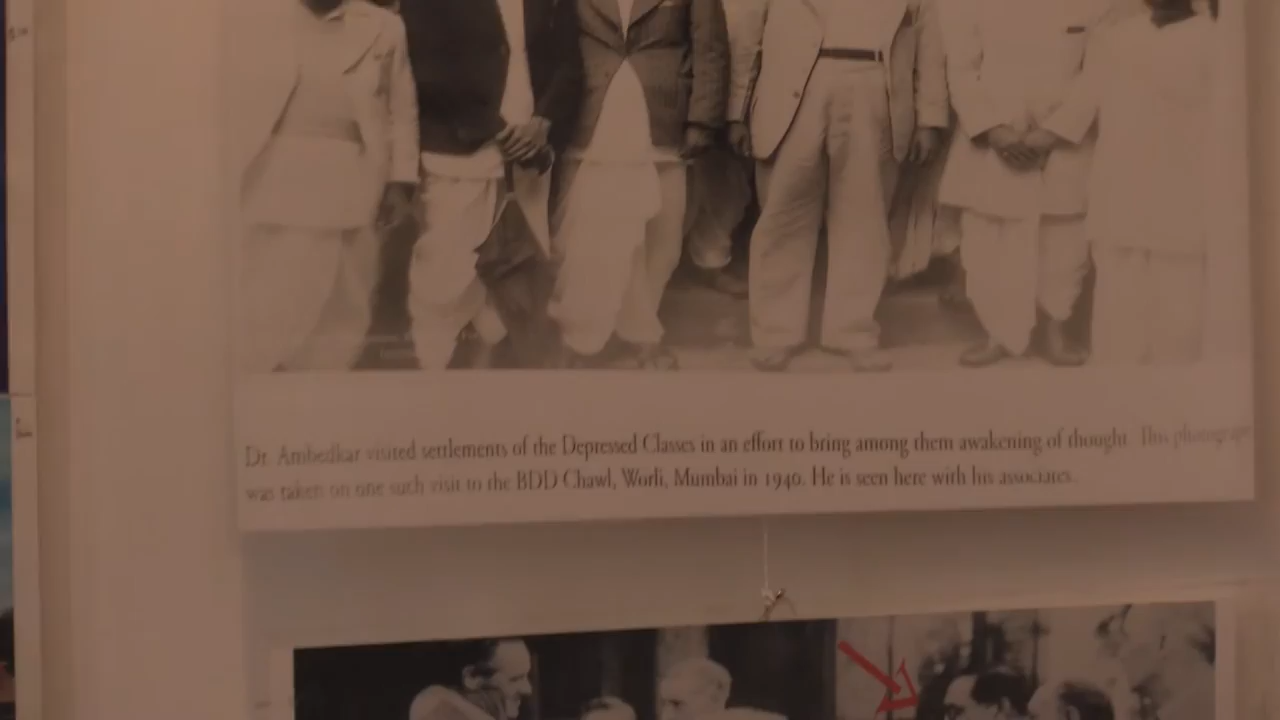 Dr. Ambedkar visited settlements of the Depressed Classes in an effort to bring among them awakening of thought. This photograph
was taken on one such visit to the BDD Chawl, Worli, Mumbai in 1940. He is seen here with his associates.